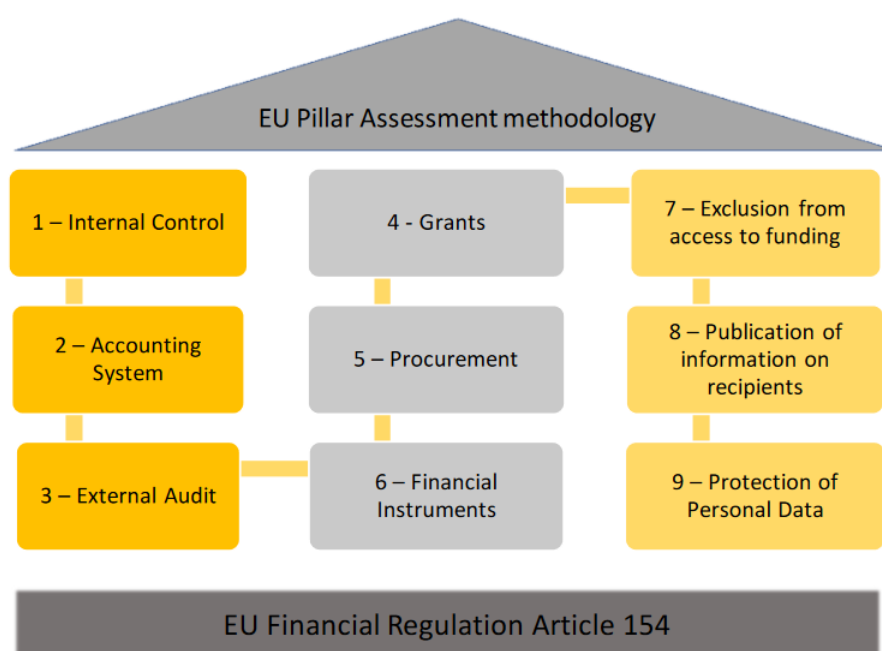 EU Pillar Assessment methodology
1 – Internal Control
2 – Accounting
System
3 – External Audit
4 - Grants
5 – Procurement
6 – Financial
Instruments
7 – Exclusion from
access to funding
8 – Publication of
information on
recipients
9 – Protection of
Personal Data
EU Financial Regulation Article 154